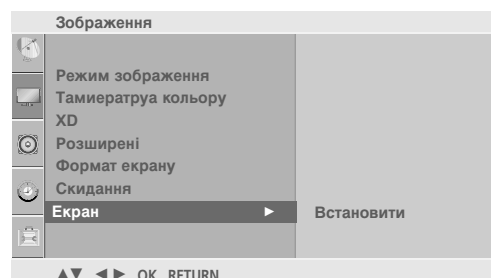 Зображення
Режим зображення
Тамиератруа кольору
XD
Розширені
Формат екрану
Скидання
Екран ► Встановити
▲▼ ◄ ► OK RETURN